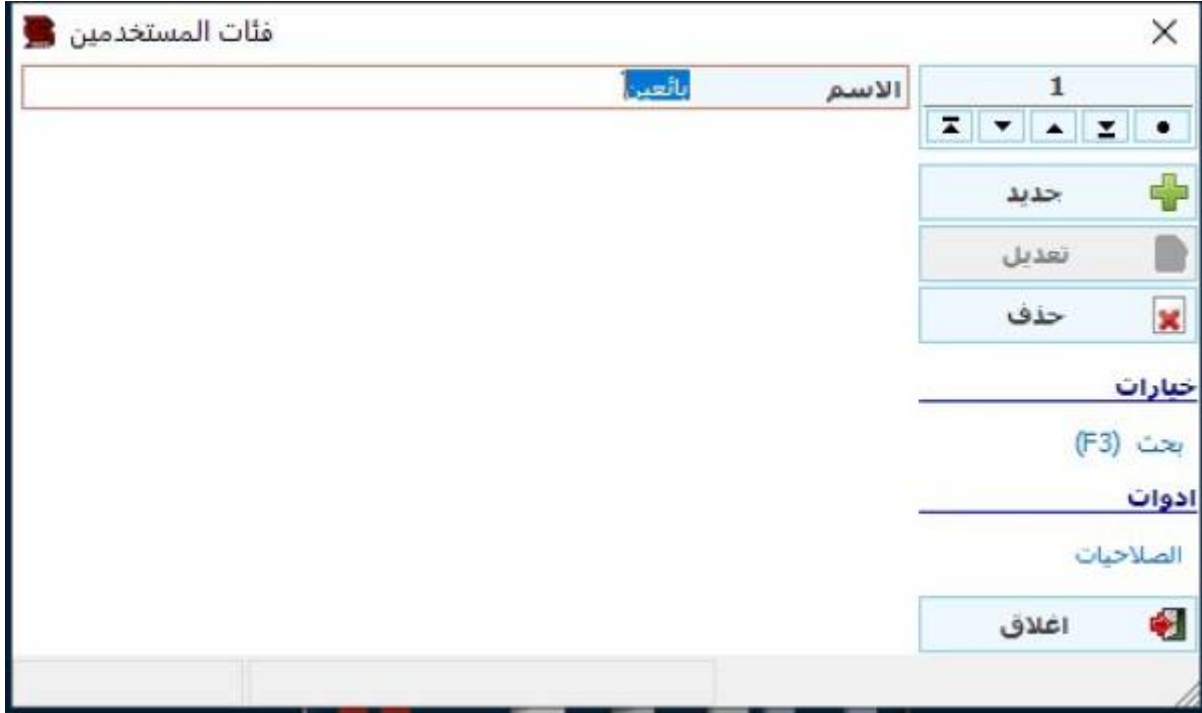 فئات المستخدمين
الاسم بائعين
1
جديد
تعديل
حذف
خيارات
بحث (F3)
ادوات
الصلاحيات
اغلاق